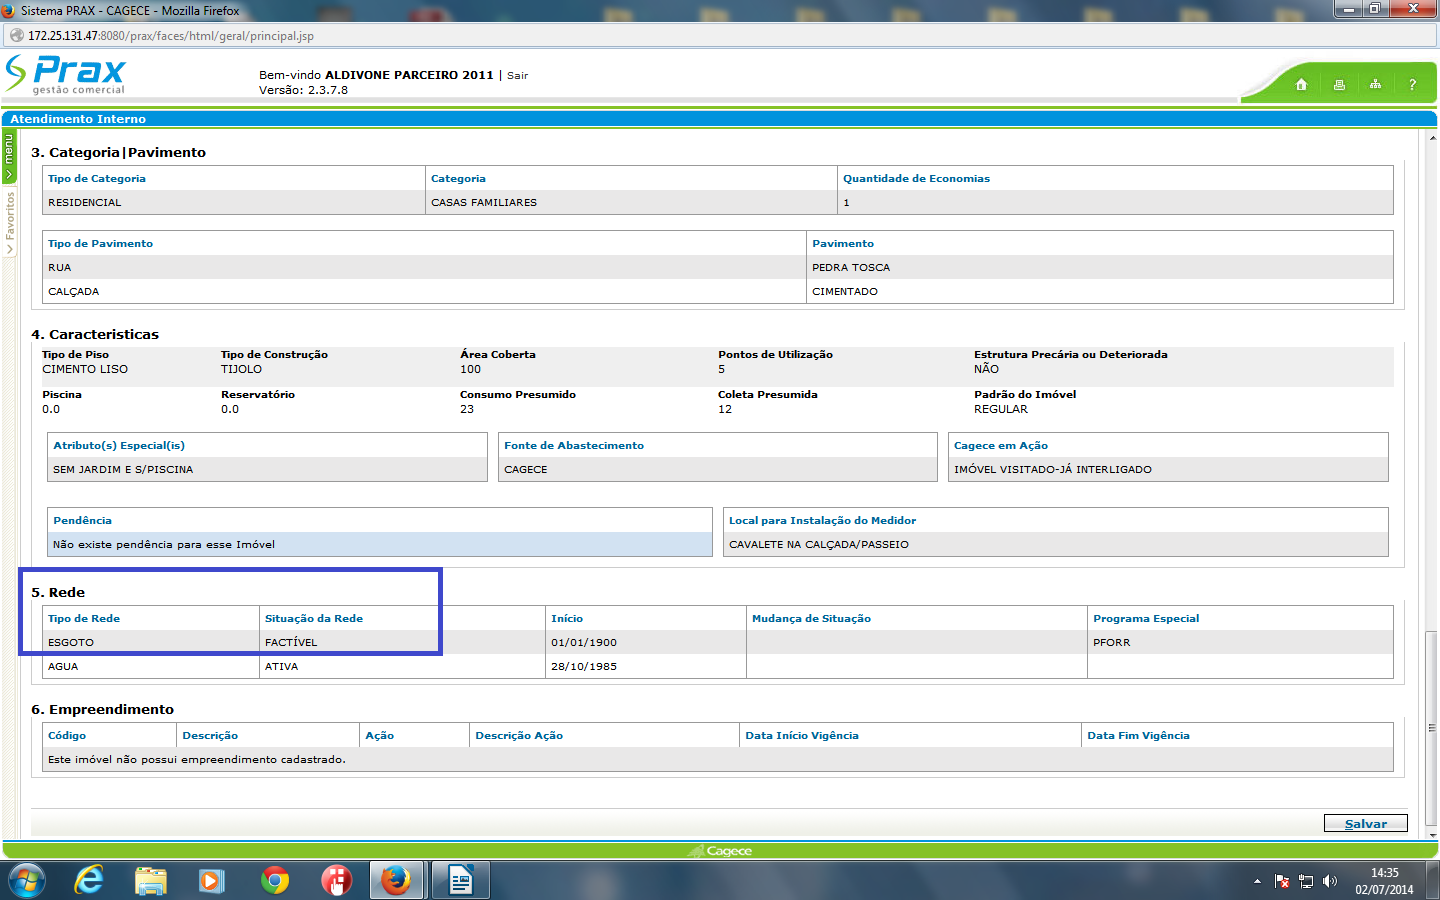 Sistema PRAX - CAGECE - Mozilla Firefox
172.25.131.47:8080/prax/faces/html/geral/principal.jsp
Prax
gestão comercial
Bem-vindo ALDIVONE PARCEIRO 2011 | Sair
Versão: 2.3.7.8
?
Atendimento Interno
menu
Favoritos
3. Categoria|Pavimento
Tipo de Categoria Categoria Quantidade de Economias
RESIDENCIAL CASAS FAMILIARES 1
Tipo de Pavimento Pavimento
RUA PEDRA TOSCA
CALÇADA CIMENTADO
4. Caracteristicas
Tipo de Piso Tipo de Construção Área Coberta Pontos de Utilização Estrutura Precária ou Deteriorada
CIMENTO LISO TIJOLO 100 5 NÃO
Piscina Reservatório Consumo Presumido Coleta Presumida Padrão do Imóvel
0.0 0.0 23 12 REGULAR
Atributo(s) Especial(is) Fonte de Abastecimento Cagece em Ação
SEM JARDIM E S/PISCINA CAGECE IMÓVEL VISITADO-JÁ INTERLIGADO
Pendência Local para Instalação do Medidor
Não existe pendência para esse Imóvel CAVALETE NA CALÇADA/PASSEIO
5. Rede
Tipo de Rede Situação da Rede Início Mudança de Situação Programa Especial
ESGOTO FACTÍVEL 01/01/1900 PFORR
AGUA ATIVA 28/10/1985
6. Empreendimento
Código Descrição Ação Descrição Ação Data Início Vigência Data Fim Vigência
Este imóvel não possui empreendimento cadastrado.
Salvar
Cagece
14:35
02/07/2014